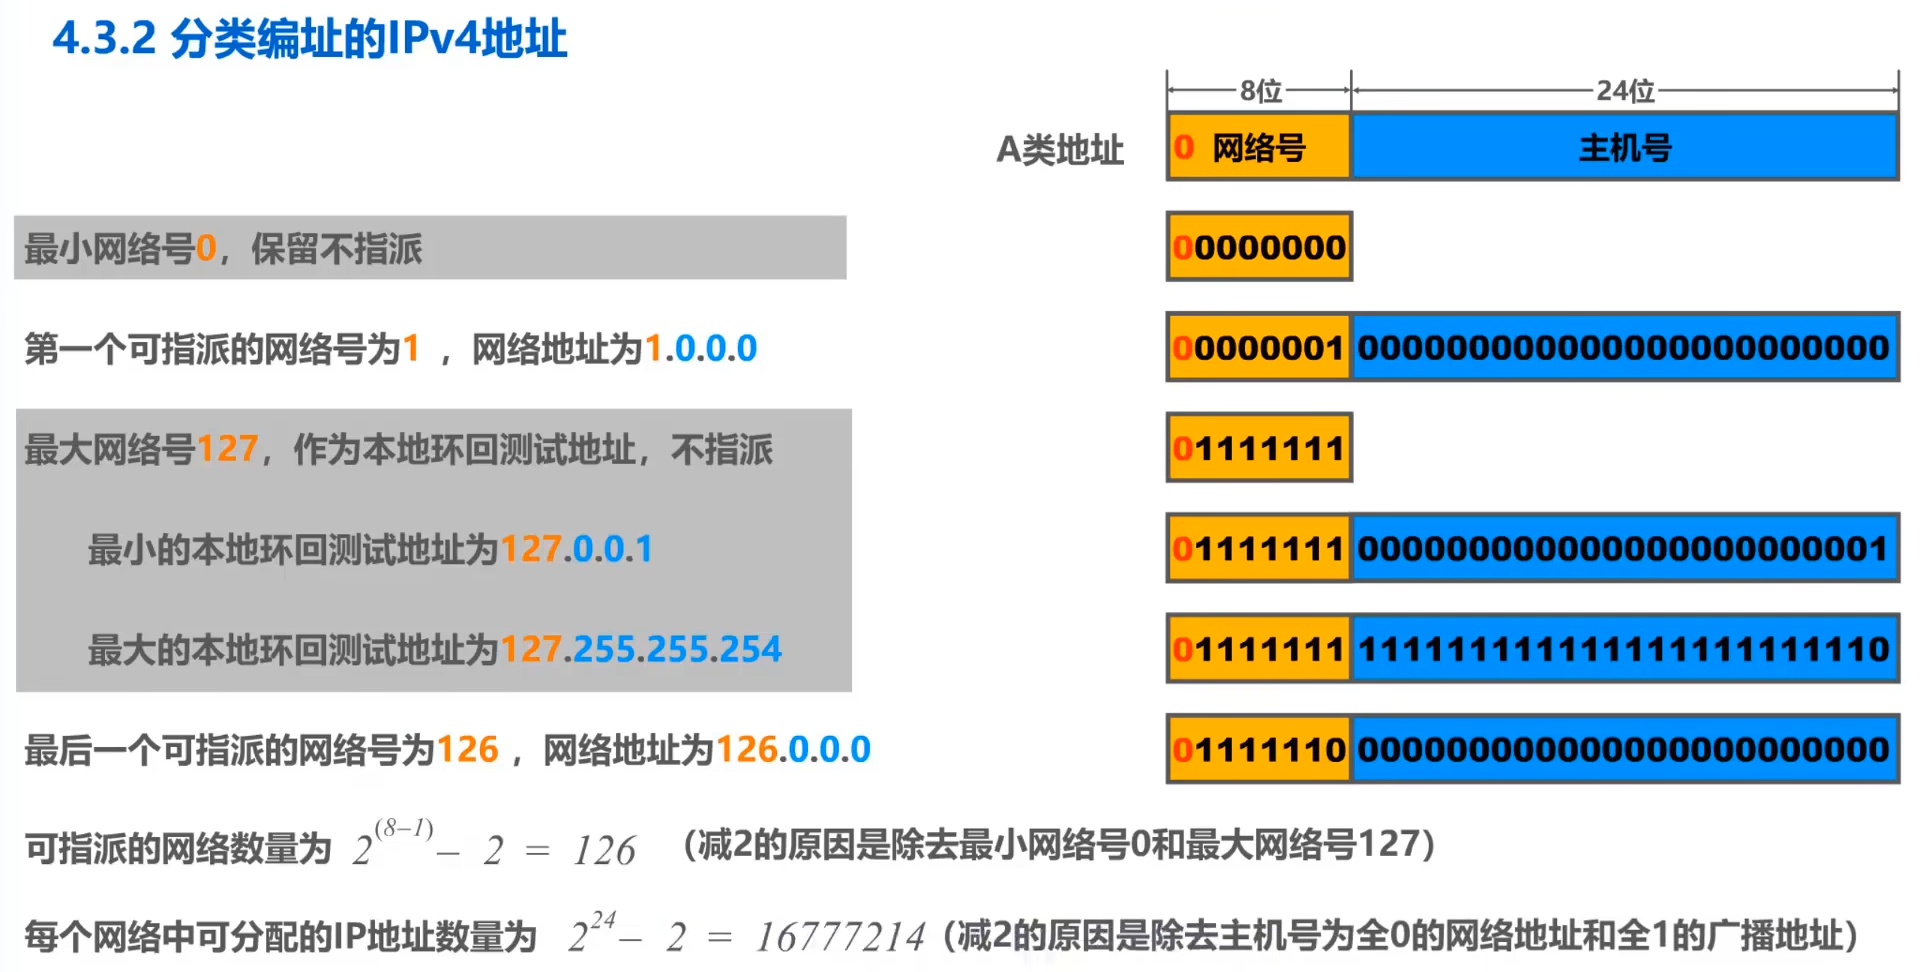 4.3.2 分类编址的IPv4地址
8位 24位
A类地址 0 网络号 主机号
最小网络号0，保留不指派 00000000
第一个可指派的网络号为1 ，网络地址为1.0.0.0 00000001 000000000000000000000000
最大网络号127，作为本地环回测试地址，不指派 01111111
最小的本地环回测试地址为127.0.0.1 01111111 000000000000000000000001
最大的本地环回测试地址为127.255.255.254 01111111 111111111111111111111110
最后一个可指派的网络号为126 ，网络地址为126.0.0.0 01111110 000000000000000000000000
可指派的网络数量为 2^(8–1) – 2 = 126 （减2的原因是除去最小网络号0和最大网络号127）
每个网络中可分配的IP地址数量为 2^24 – 2 = 16777214（减2的原因是除去主机号为全0的网络地址和全1的广播地址）